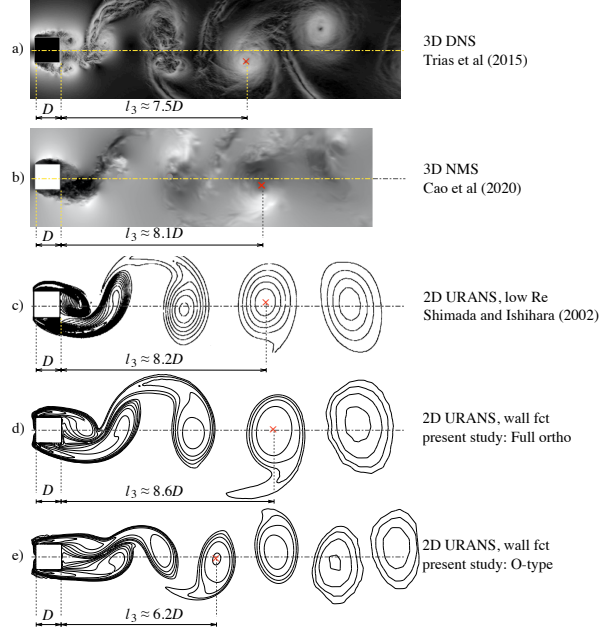 a)
3D DNS
Trias et al (2015)
D
l₃ ≈ 7.5D
b)
3D NMS
Cao et al (2020)
D
l₃ ≈ 8.1D
c)
2D URANS, low Re
Shimada and Ishihara (2002)
D
l₃ ≈ 8.2D
d)
2D URANS, wall fct
present study: Full ortho
D
l₃ ≈ 8.6D
e)
2D URANS, wall fct
present study: O-type
D
l₃ ≈ 6.2D